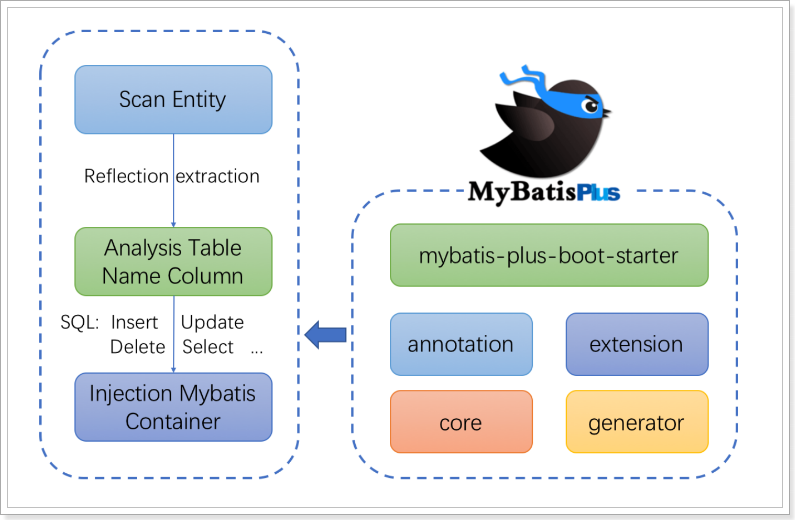 Scan Entity
Reflection extraction
Analysis Table
Name Column
SQL: Insert Update
Delete Select ...
Injection Mybatis
Container
MyBatisPlus
mybatis-plus-boot-starter
annotation extension
core generator